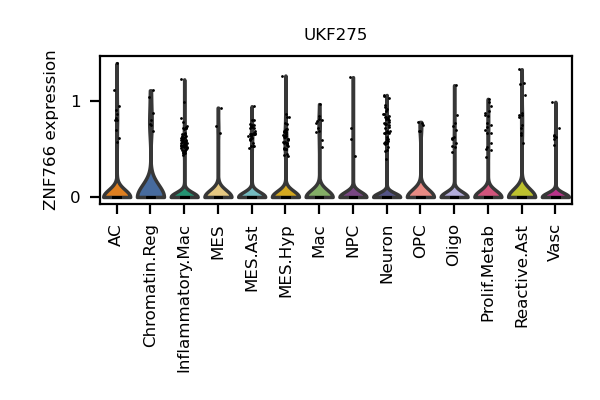 UKF275
ZNF766 expression
1
0
AC
Chromatin.Reg
Inflammatory.Mac
MES
MES.Ast
MES.Hyp
Mac
NPC
Neuron
OPC
Oligo
Prolif.Metab
Reactive.Ast
Vasc